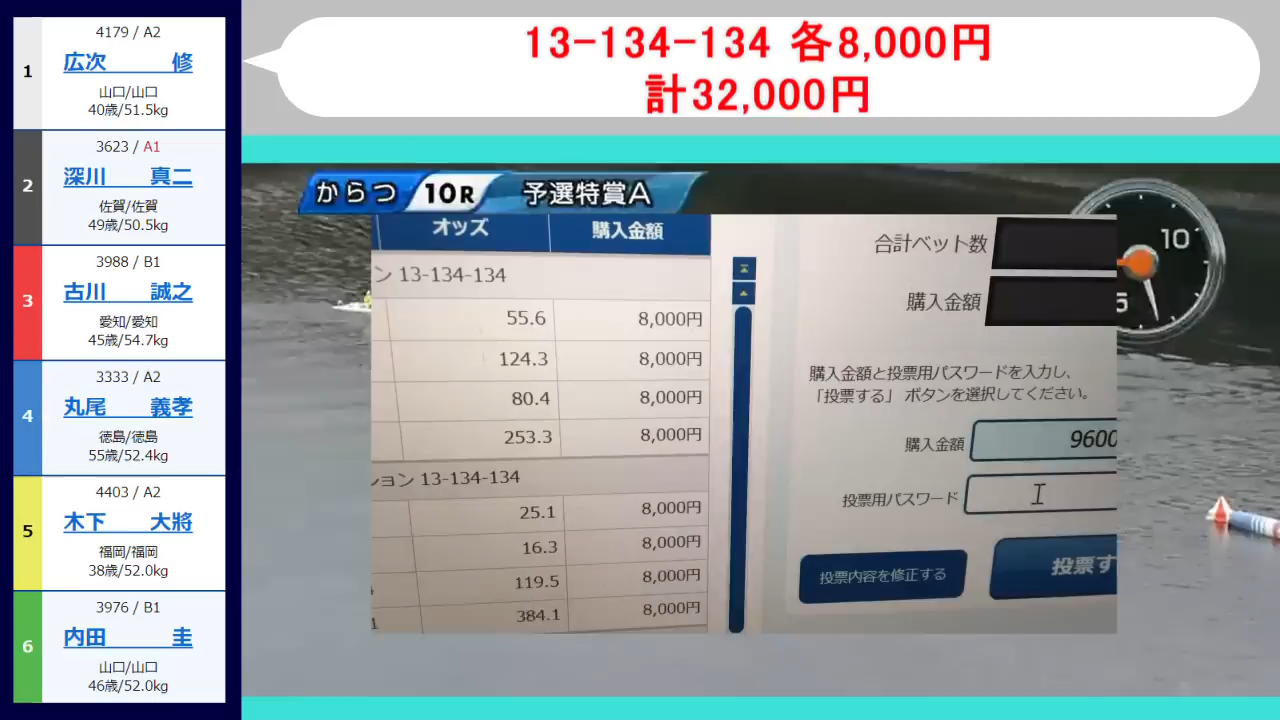 1
4179 / A2
広次 修
山口/山口
40歳/51.5kg
2
3623 / A1
深川 真二
佐賀/佐賀
49歳/50.5kg
3
3988 / B1
古川 誠之
愛知/愛知
45歳/54.7kg
4
3333 / A2
丸尾 義孝
徳島/徳島
55歳/52.4kg
5
4403 / A2
木下 大將
福岡/福岡
38歳/52.0kg
6
3976 / B1
内田 圭
山口/山口
46歳/52.0kg
13-134-134 各8,000円
計32,000円
からつ 10R 予選特賞A
オッズ 購入金額
ン 13-134-134
55.6 8,000円
124.3 8,000円
80.4 8,000円
253.3 8,000円
ション 13-134-134
25.1 8,000円
16.3 8,000円
119.5 8,000円
1 384.1 8,000円
合計ベット数
購入金額
購入金額と投票用パスワードを入力し、
「投票する」 ボタンを選択してください。
購入金額 9600
投票用パスワード
投票内容を修正する 投票す
10
5